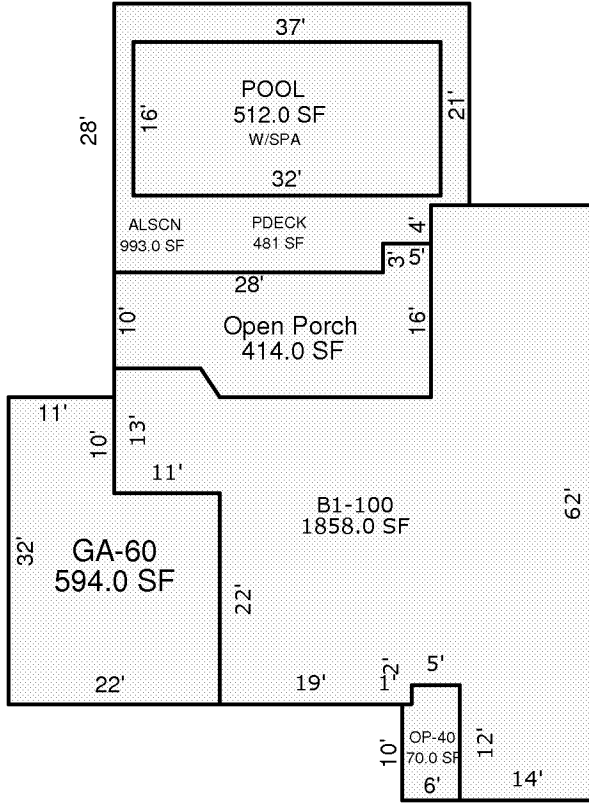 37'
POOL
512.0 SF
W/SPA
16'
21'
28'
32'
ALSCN
993.0 SF
PDECK
481 SF
4'
3'
5'
28'
10'
Open Porch
414.0 SF
16'
11'
13'
10'
11'
B1-100
1858.0 SF
62'
32'
GA-60
594.0 SF
22'
22'
19'
1'
2'
5'
10'
OP-40
70.0 SF
12'
6'
14'